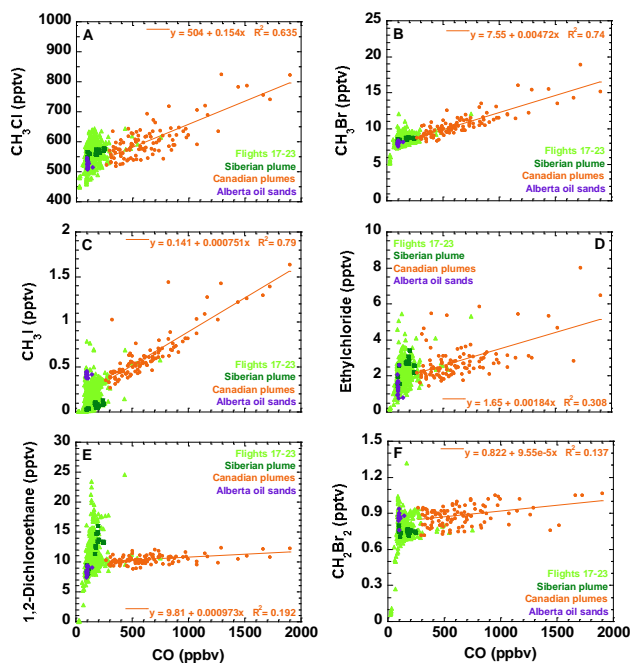 A
y = 504 + 0.154x R²= 0.635
CH₃Cl (pptv)
1000
900
800
700
600
500
400
Flights 17-23
Siberian plume
Canadian plumes
Alberta oil sands
B
y = 7.55 + 0.00472x R²= 0.74
CH₃Br (pptv)
25
20
15
10
5
0
Flights 17-23
Siberian plume
Canadian plumes
Alberta oil sands
C
y = 0.141 + 0.000751x R²= 0.79
CH₃I (pptv)
2
1.5
1
0.5
0
Flights 17-23
Siberian plume
Canadian plumes
Alberta oil sands
D
Flights 17-23
Siberian plume
Canadian plumes
Alberta oil sands
Ethylchloride (pptv)
10
8
6
4
2
0
y = 1.65 + 0.00184x R²= 0.308
E
Flights 17-23
Siberian plume
Canadian plumes
Alberta oil sands
1,2-Dichloroethane (pptv)
30
25
20
15
10
5
0
y = 9.81 + 0.000973x R²= 0.192
0 500 1000 1500 2000
CO (ppbv)
F
y = 0.822 + 9.55e-5x R²= 0.137
CH₂Br₂ (pptv)
1.5
1.2
0.9
0.6
0.3
0
Flights 17-23
Siberian plume
Canadian plumes
Alberta oil sands
0 500 1000 1500 2000
CO (ppbv)